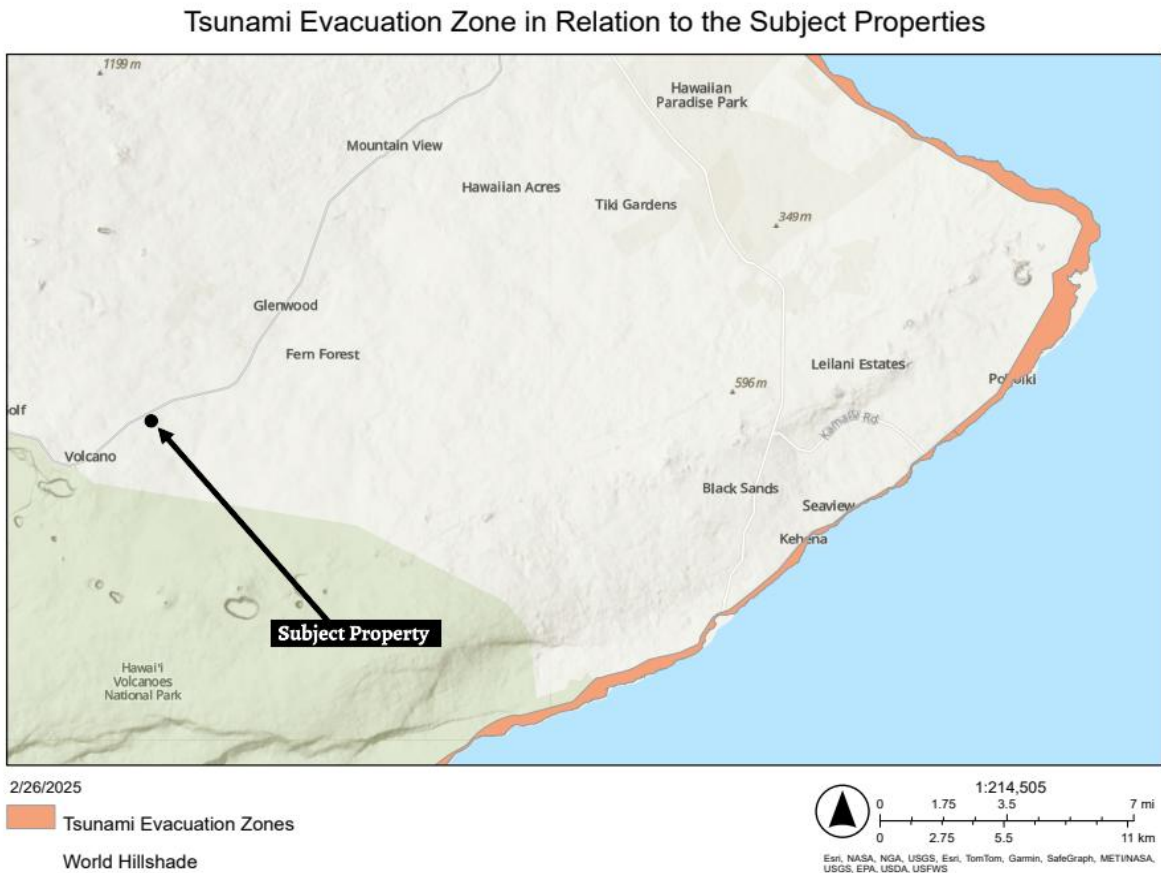 Tsunami Evacuation Zone in Relation to the Subject Properties
1199 m
Hawaiian
Paradise Park
Mountain View
Hawaiian Acres
Tiki Gardens
349 m
Glenwood
Fern Forest
Leilani Estates
596 m
olf
Kamaili Rd
Volcano
Black Sands
Seaview
Kehena
Subject Property
Hawai'i
Volcanoes
National Park
2/26/2025
Tsunami Evacuation Zones
World Hillshade
1:214,505
0 1.75 3.5 7 mi
0 2.75 5.5 11 km
Esri, NASA, NGA, USGS, Esri, TomTom, Garmin, SafeGraph, METI/NASA,
USGS, EPA, USDA, USFWS